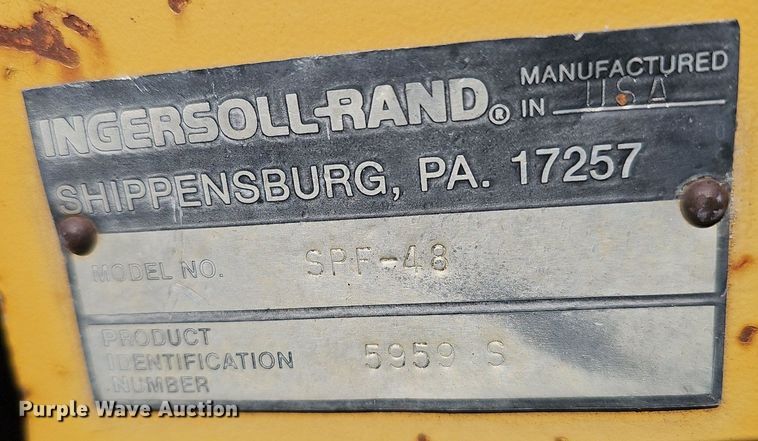 INGERSOLL-RAND® MANUFACTURED IN USA
SHIPPENSBURG, PA. 17257
MODEL NO. SPF-48
PRODUCT IDENTIFICATION NUMBER 5959 S
Purple Wave Auction